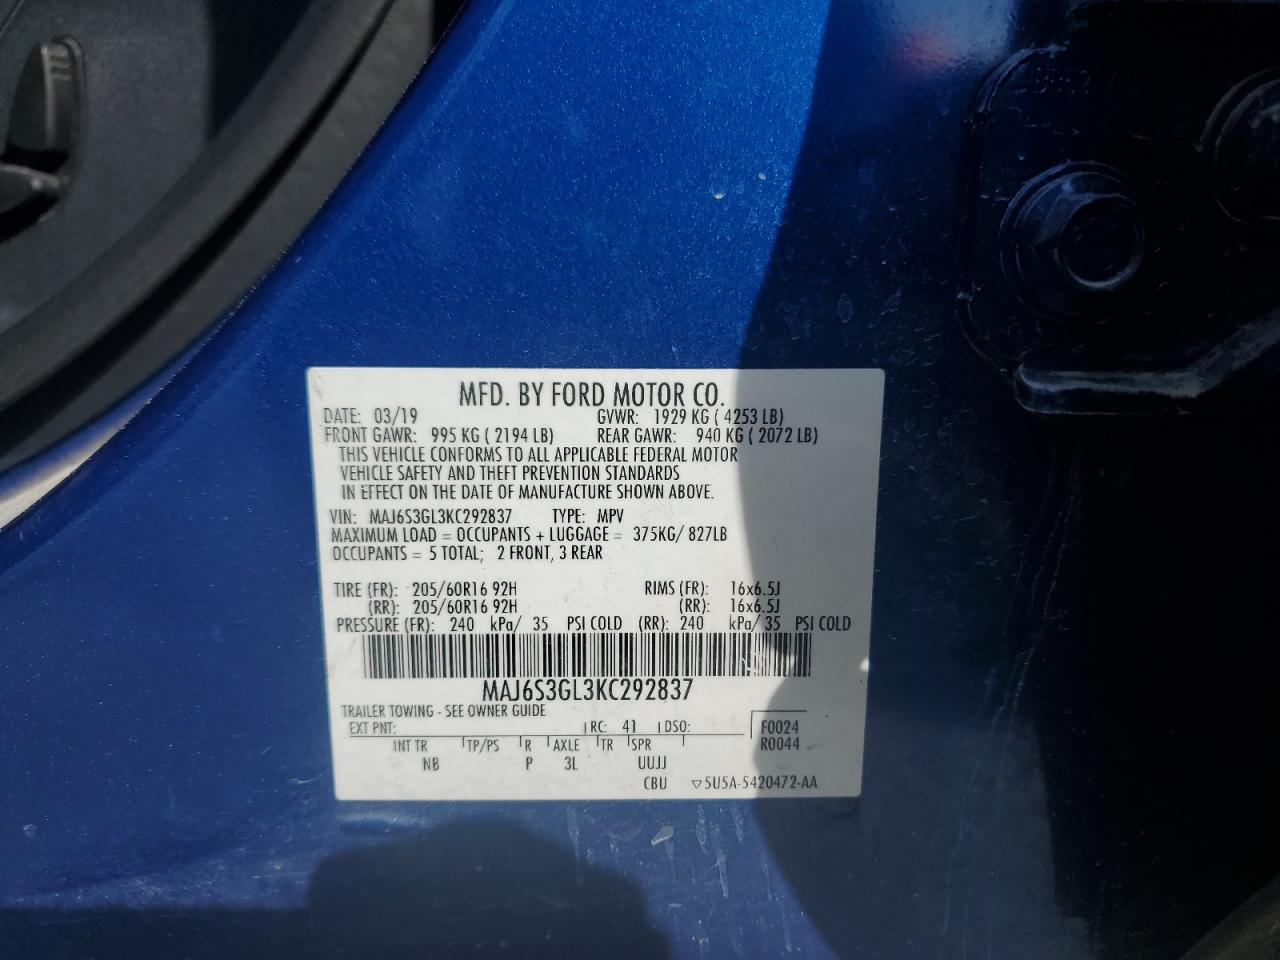 MFD. BY FORD MOTOR CO.
DATE: 03/19 GVWR: 1929 KG ( 4253 LB)
FRONT GAWR: 995 KG ( 2194 LB) REAR GAWR: 940 KG ( 2072 LB)
THIS VEHICLE CONFORMS TO ALL APPLICABLE FEDERAL MOTOR
VEHICLE SAFETY AND THEFT PREVENTION STANDARDS
IN EFFECT ON THE DATE OF MANUFACTURE SHOWN ABOVE.
VIN: MAJ6S3GL3KC292837 TYPE: MPV
MAXIMUM LOAD = OCCUPANTS + LUGGAGE = 375KG/ 827LB
OCCUPANTS = 5 TOTAL; 2 FRONT, 3 REAR
TIRE (FR): 205/60R16 92H RIMS (FR): 16x6.5J
(RR): 205/60R16 92H (RR): 16x6.5J
PRESSURE (FR): 240 kPa/ 35 PSI COLD (RR): 240 kPa/ 35 PSI COLD
MAJ6S3GL3KC292837
TRAILER TOWING - SEE OWNER GUIDE
EXT PNT: RC: 41 DSO: F0024
INT TR TP/PS R AXLE TR SPR R0044
NB P 3L UUJJ
CBU ▽5U5A-5420472-AA